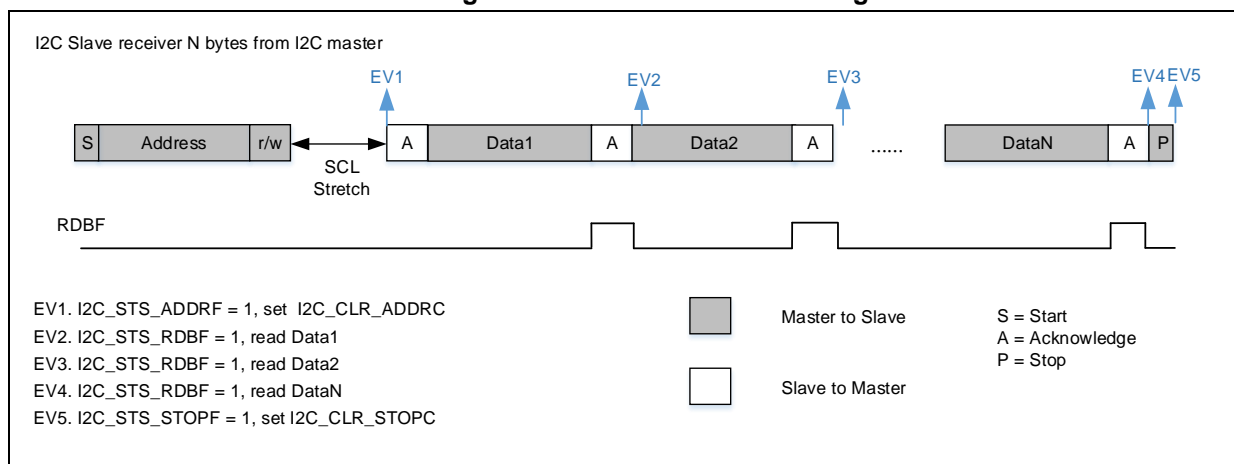 I2C Slave receiver N bytes from I2C master
EV1 EV2 EV3 EV4 EV5
S Address r/w A Data1 A Data2 A ...... DataN A P
SCL
Stretch
RDBF
EV1. I2C_STS_ADDRF = 1, set I2C_CLR_ADDRC
EV2. I2C_STS_RDBF = 1, read Data1
EV3. I2C_STS_RDBF = 1, read Data2
EV4. I2C_STS_RDBF = 1, read DataN
EV5. I2C_STS_STOPF = 1, set I2C_CLR_STOPC
Master to Slave
Slave to Master
S = Start
A = Acknowledge
P = Stop